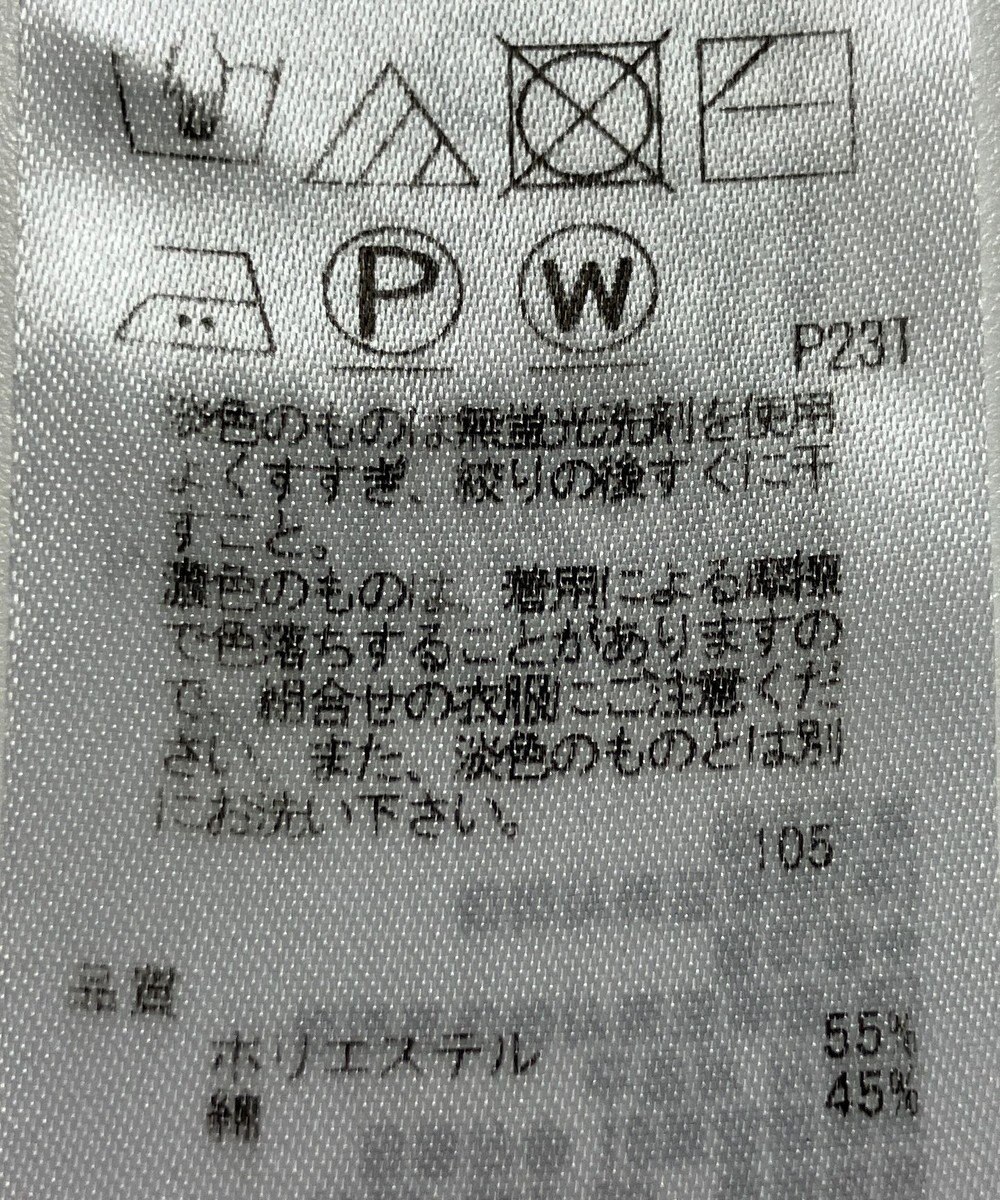 P
W
P23T
淡色のものは無蛍光洗剤を使用
よくすすぎ、絞りの後すぐに干
すこと。
濃色のものは、着用による摩擦
で色落ちすることがありますの
で、組合せの衣服にご注意くだ
さい。また、淡色のものとは別
にお洗い下さい。
105
品質
ポリエステル 55%
綿 45%